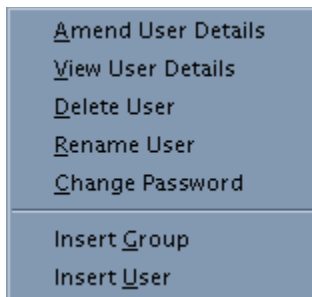 Amend User Details
View User Details
Delete User
Rename User
Change Password
Insert Group
Insert User